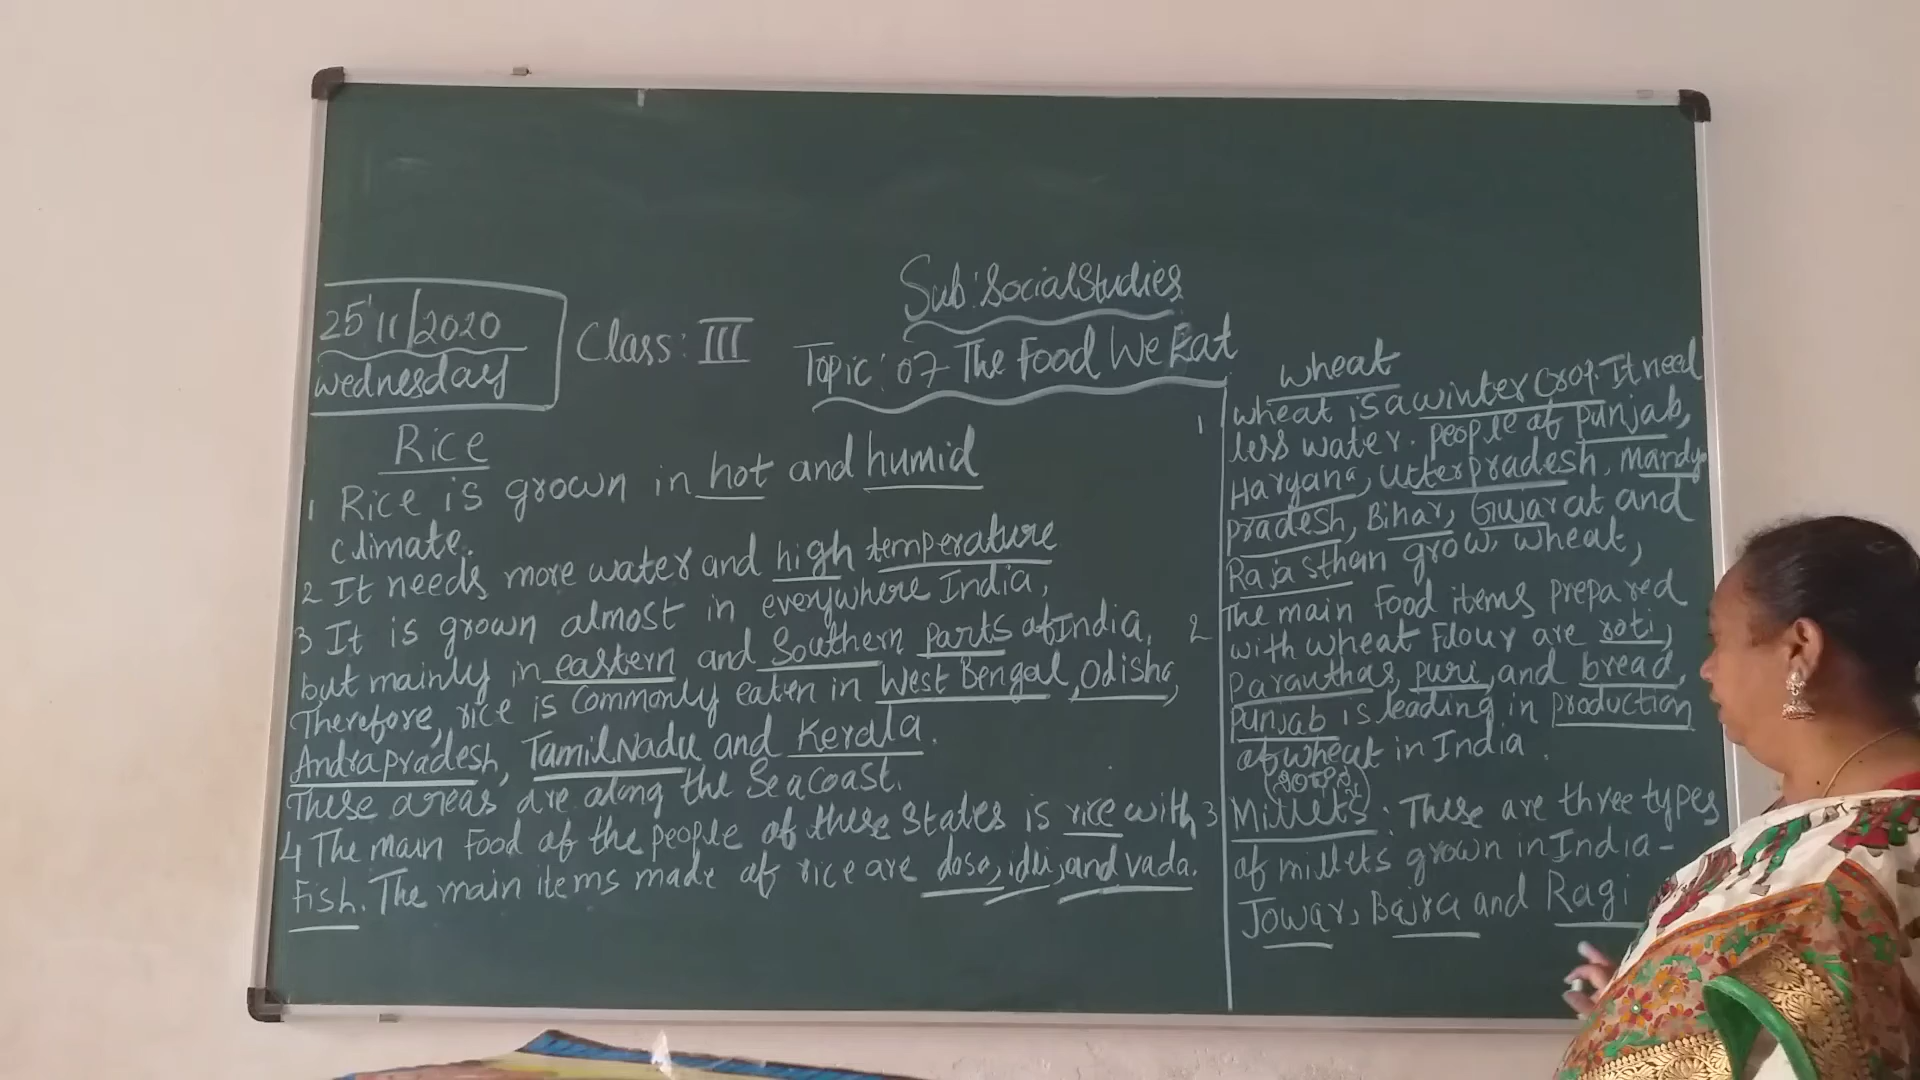 25/11/2020
Wednesday
Class: III
Sub: Social Studies
Topic: 07 The Food We Eat
Rice
1 Rice is grown in hot and humid
climate.
2 It needs more water and high temperature
3 It is grown almost in everywhere India,
but mainly in eastern and Southern parts of India.
Therefore, rice is commonly eaten in West Bengal, Odisha,
Andrapradesh, Tamil Nadu and Kerala.
These areas are along the Sea Coast.
4 The main Food of the people of these States is rice with
Fish. The main items made of rice are dosa, idli, and vada.
Wheat
1 Wheat is a winter Crop. It need
less water. people of punjab,
Haryana, Utterpradesh, Mandya
pradesh, Bihar, Gujarat and
Rajasthan grow wheat,
2 The main Food items prepared
with wheat Flour are roti,
Parauthas, puri, and bread.
Punjab is leading in production
of wheat in India.
3 Millets: These are three types
of millets grown in India-
Jowar, Bajra and Ragi